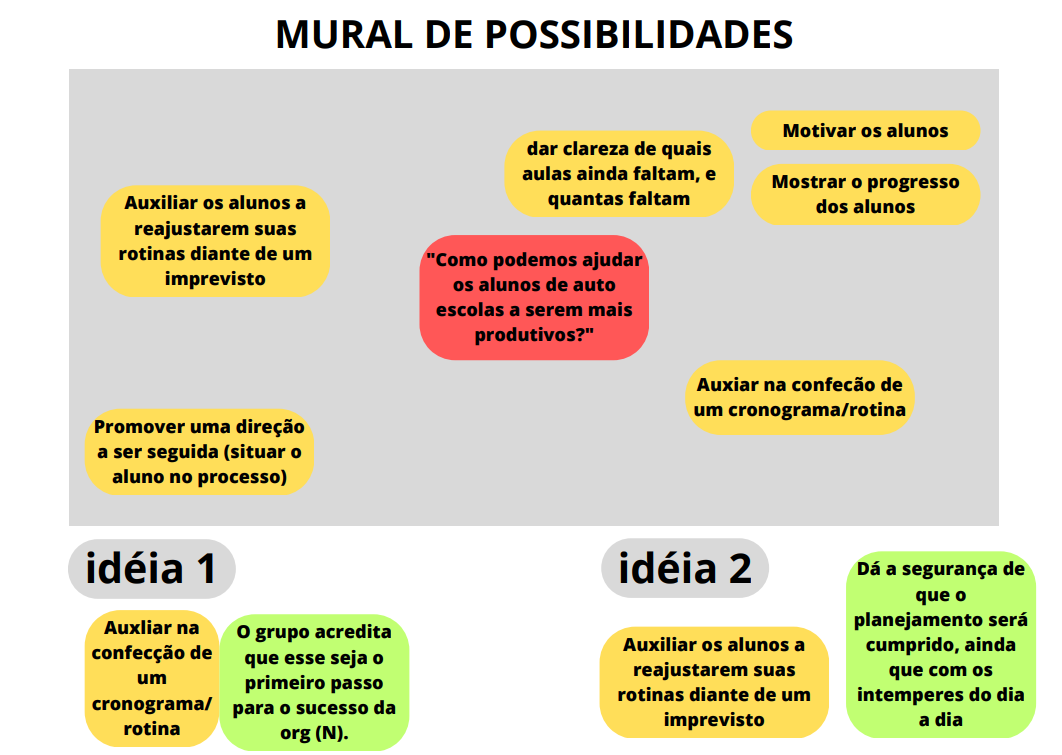 MURAL DE POSSIBILIDADES
Motivar os alunos
dar clareza de quais
aulas ainda faltam, e
quantas faltam
Mostrar o progresso
dos alunos
Auxiliar os alunos a
reajustarem suas
rotinas diante de um
imprevisto
"Como podemos ajudar
os alunos de auto
escolas a serem mais
produtivos?"
Auxiar na confecão de
um cronograma/rotina
Promover uma direção
a ser seguida (situar o
aluno no processo)
idéia 1
Auxliar na
confecção de
um
cronograma/
rotina
O grupo acredita
que esse seja o
primeiro passo
para o sucesso da
org (N).
idéia 2
Auxiliar os alunos a
reajustarem suas
rotinas diante de um
imprevisto
Dá a segurança de
que o
planejamento será
cumprido, ainda
que com os
intemperes do dia
a dia